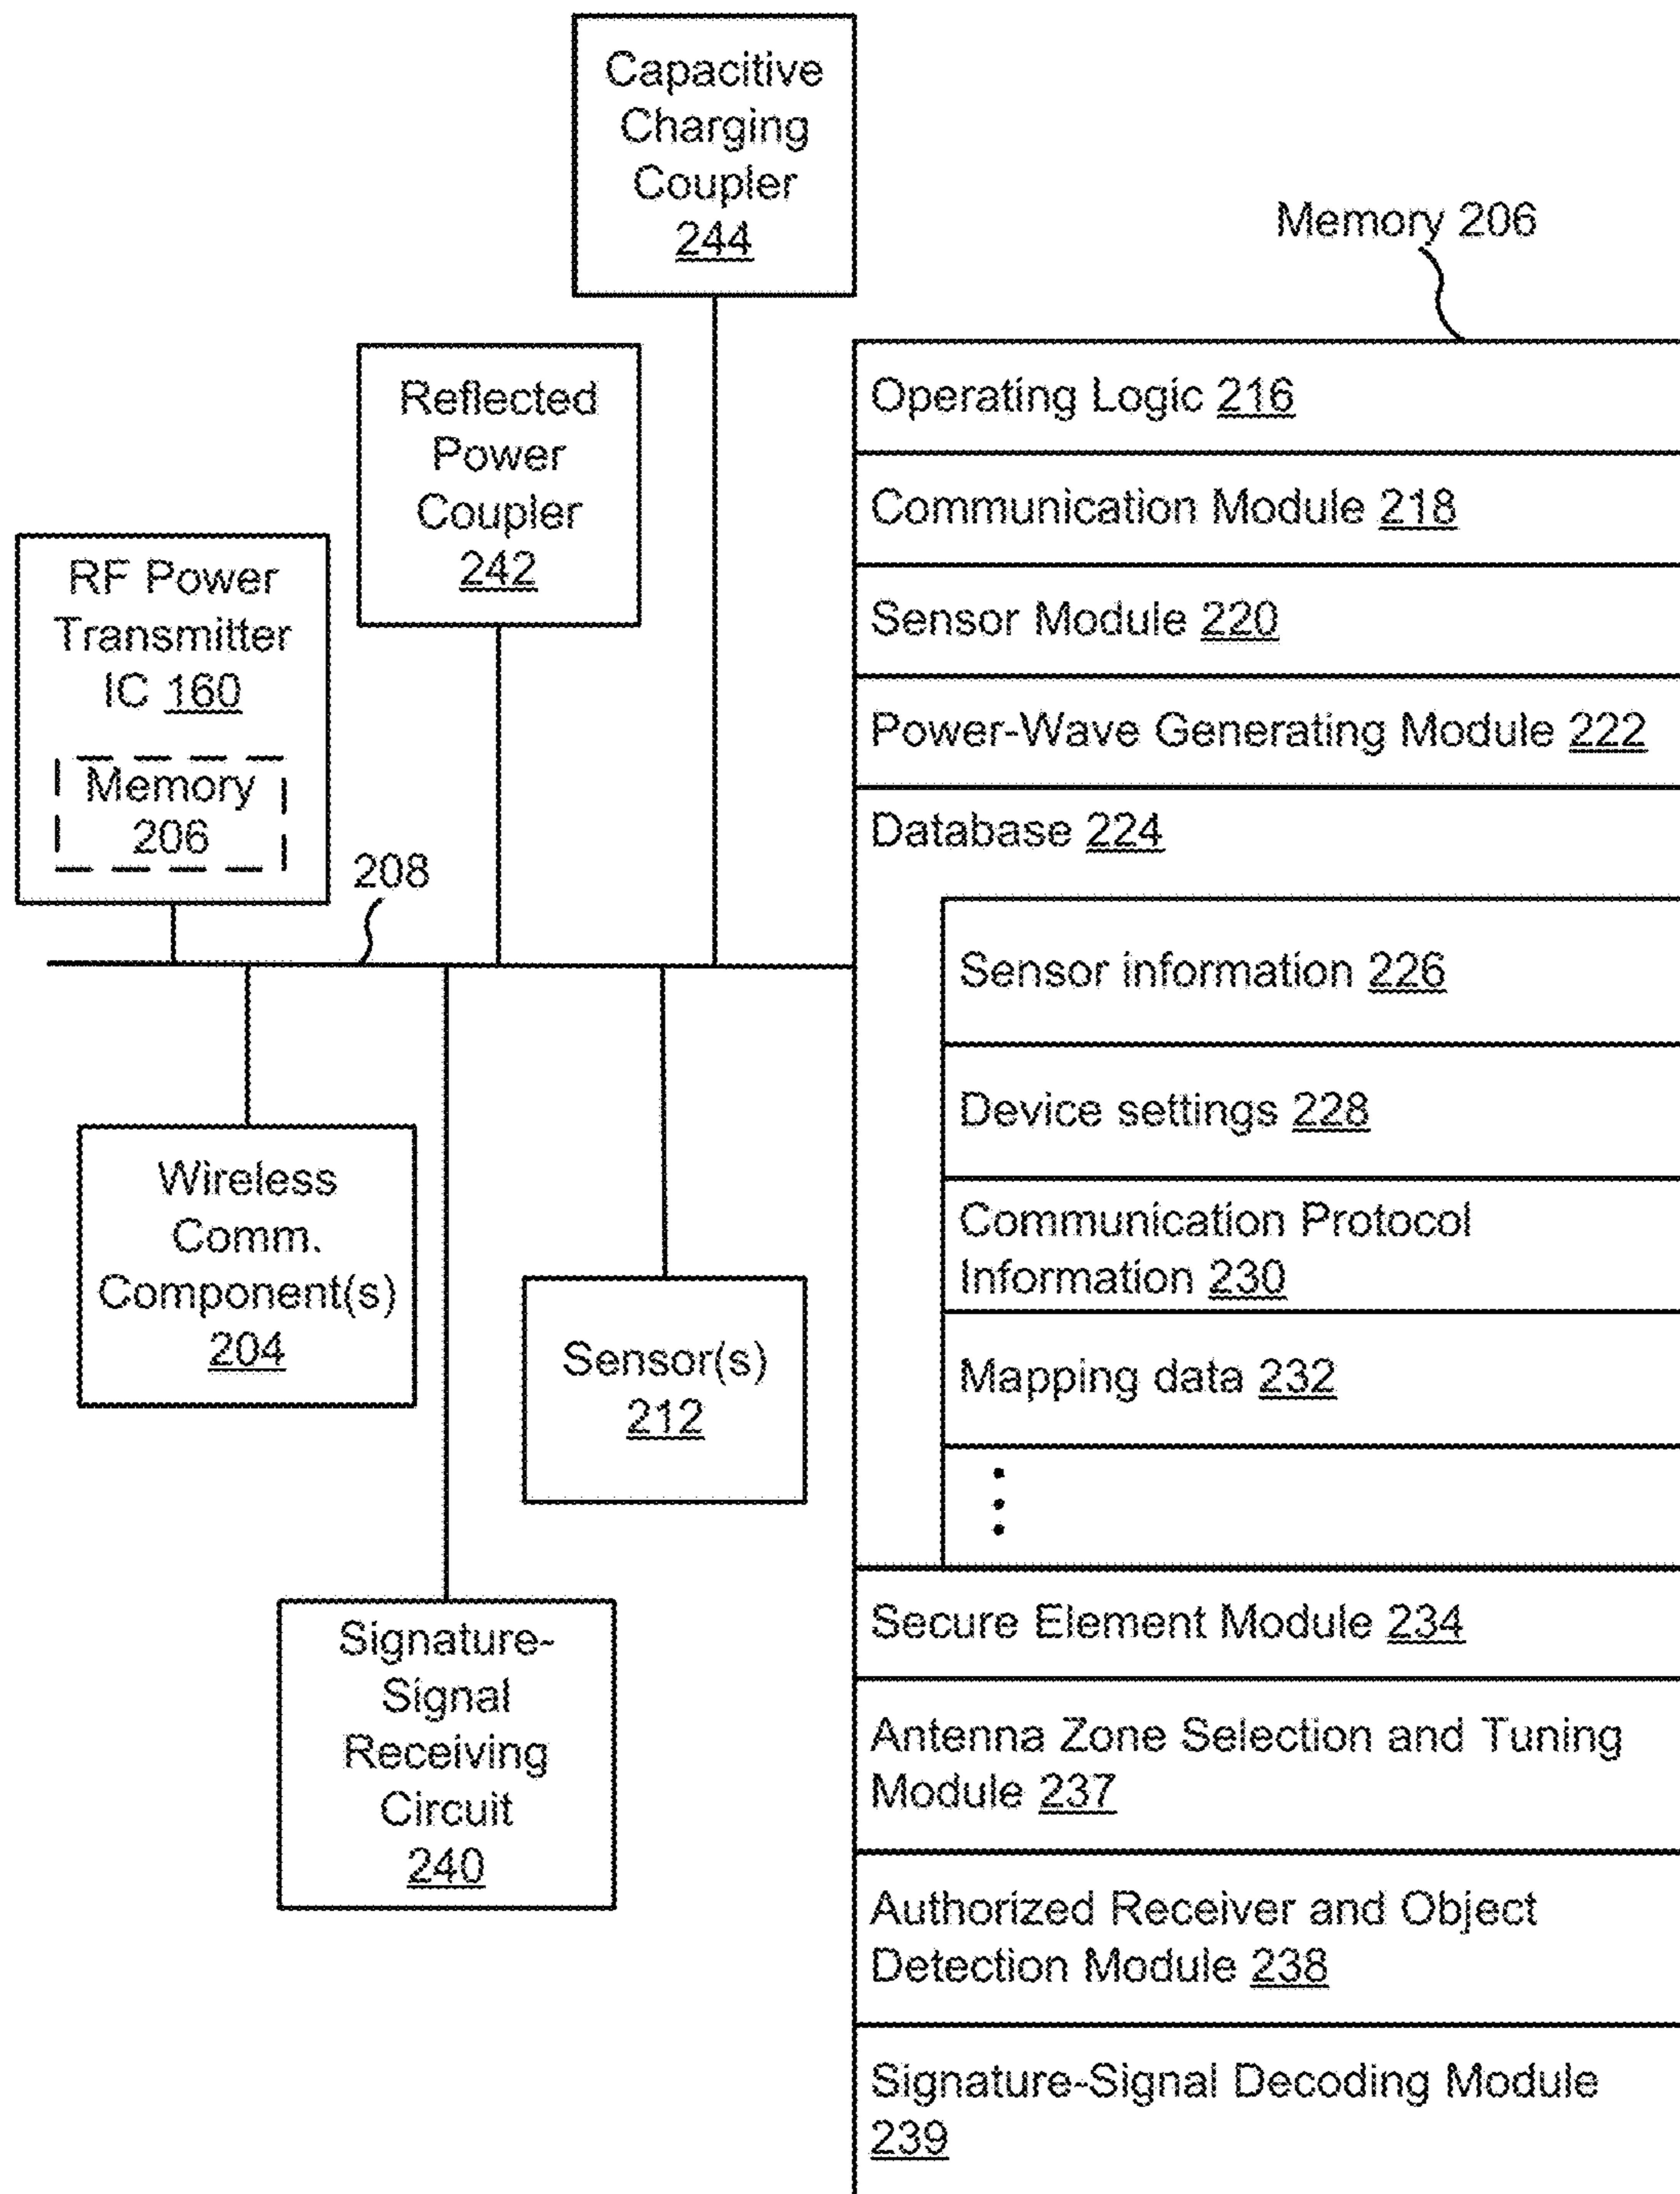 Capacitive
Charging
Coupler
244
Memory 206
Reflected
Power
Coupler
242
RF Power
Transmitter
IC 160
Memory
206
208
Wireless
Comm.
Component(s)
204
Sensor(s)
212
Signature-
Signal
Receiving
Circuit
240
Operating Logic 216
Communication Module 218
Sensor Module 220
Power-Wave Generating Module 222
Database 224
Sensor information 226
Device settings 228
Communication Protocol
Information 230
Mapping data 232
Secure Element Module 234
Antenna Zone Selection and Tuning
Module 237
Authorized Receiver and Object
Detection Module 238
Signature-Signal Decoding Module
239